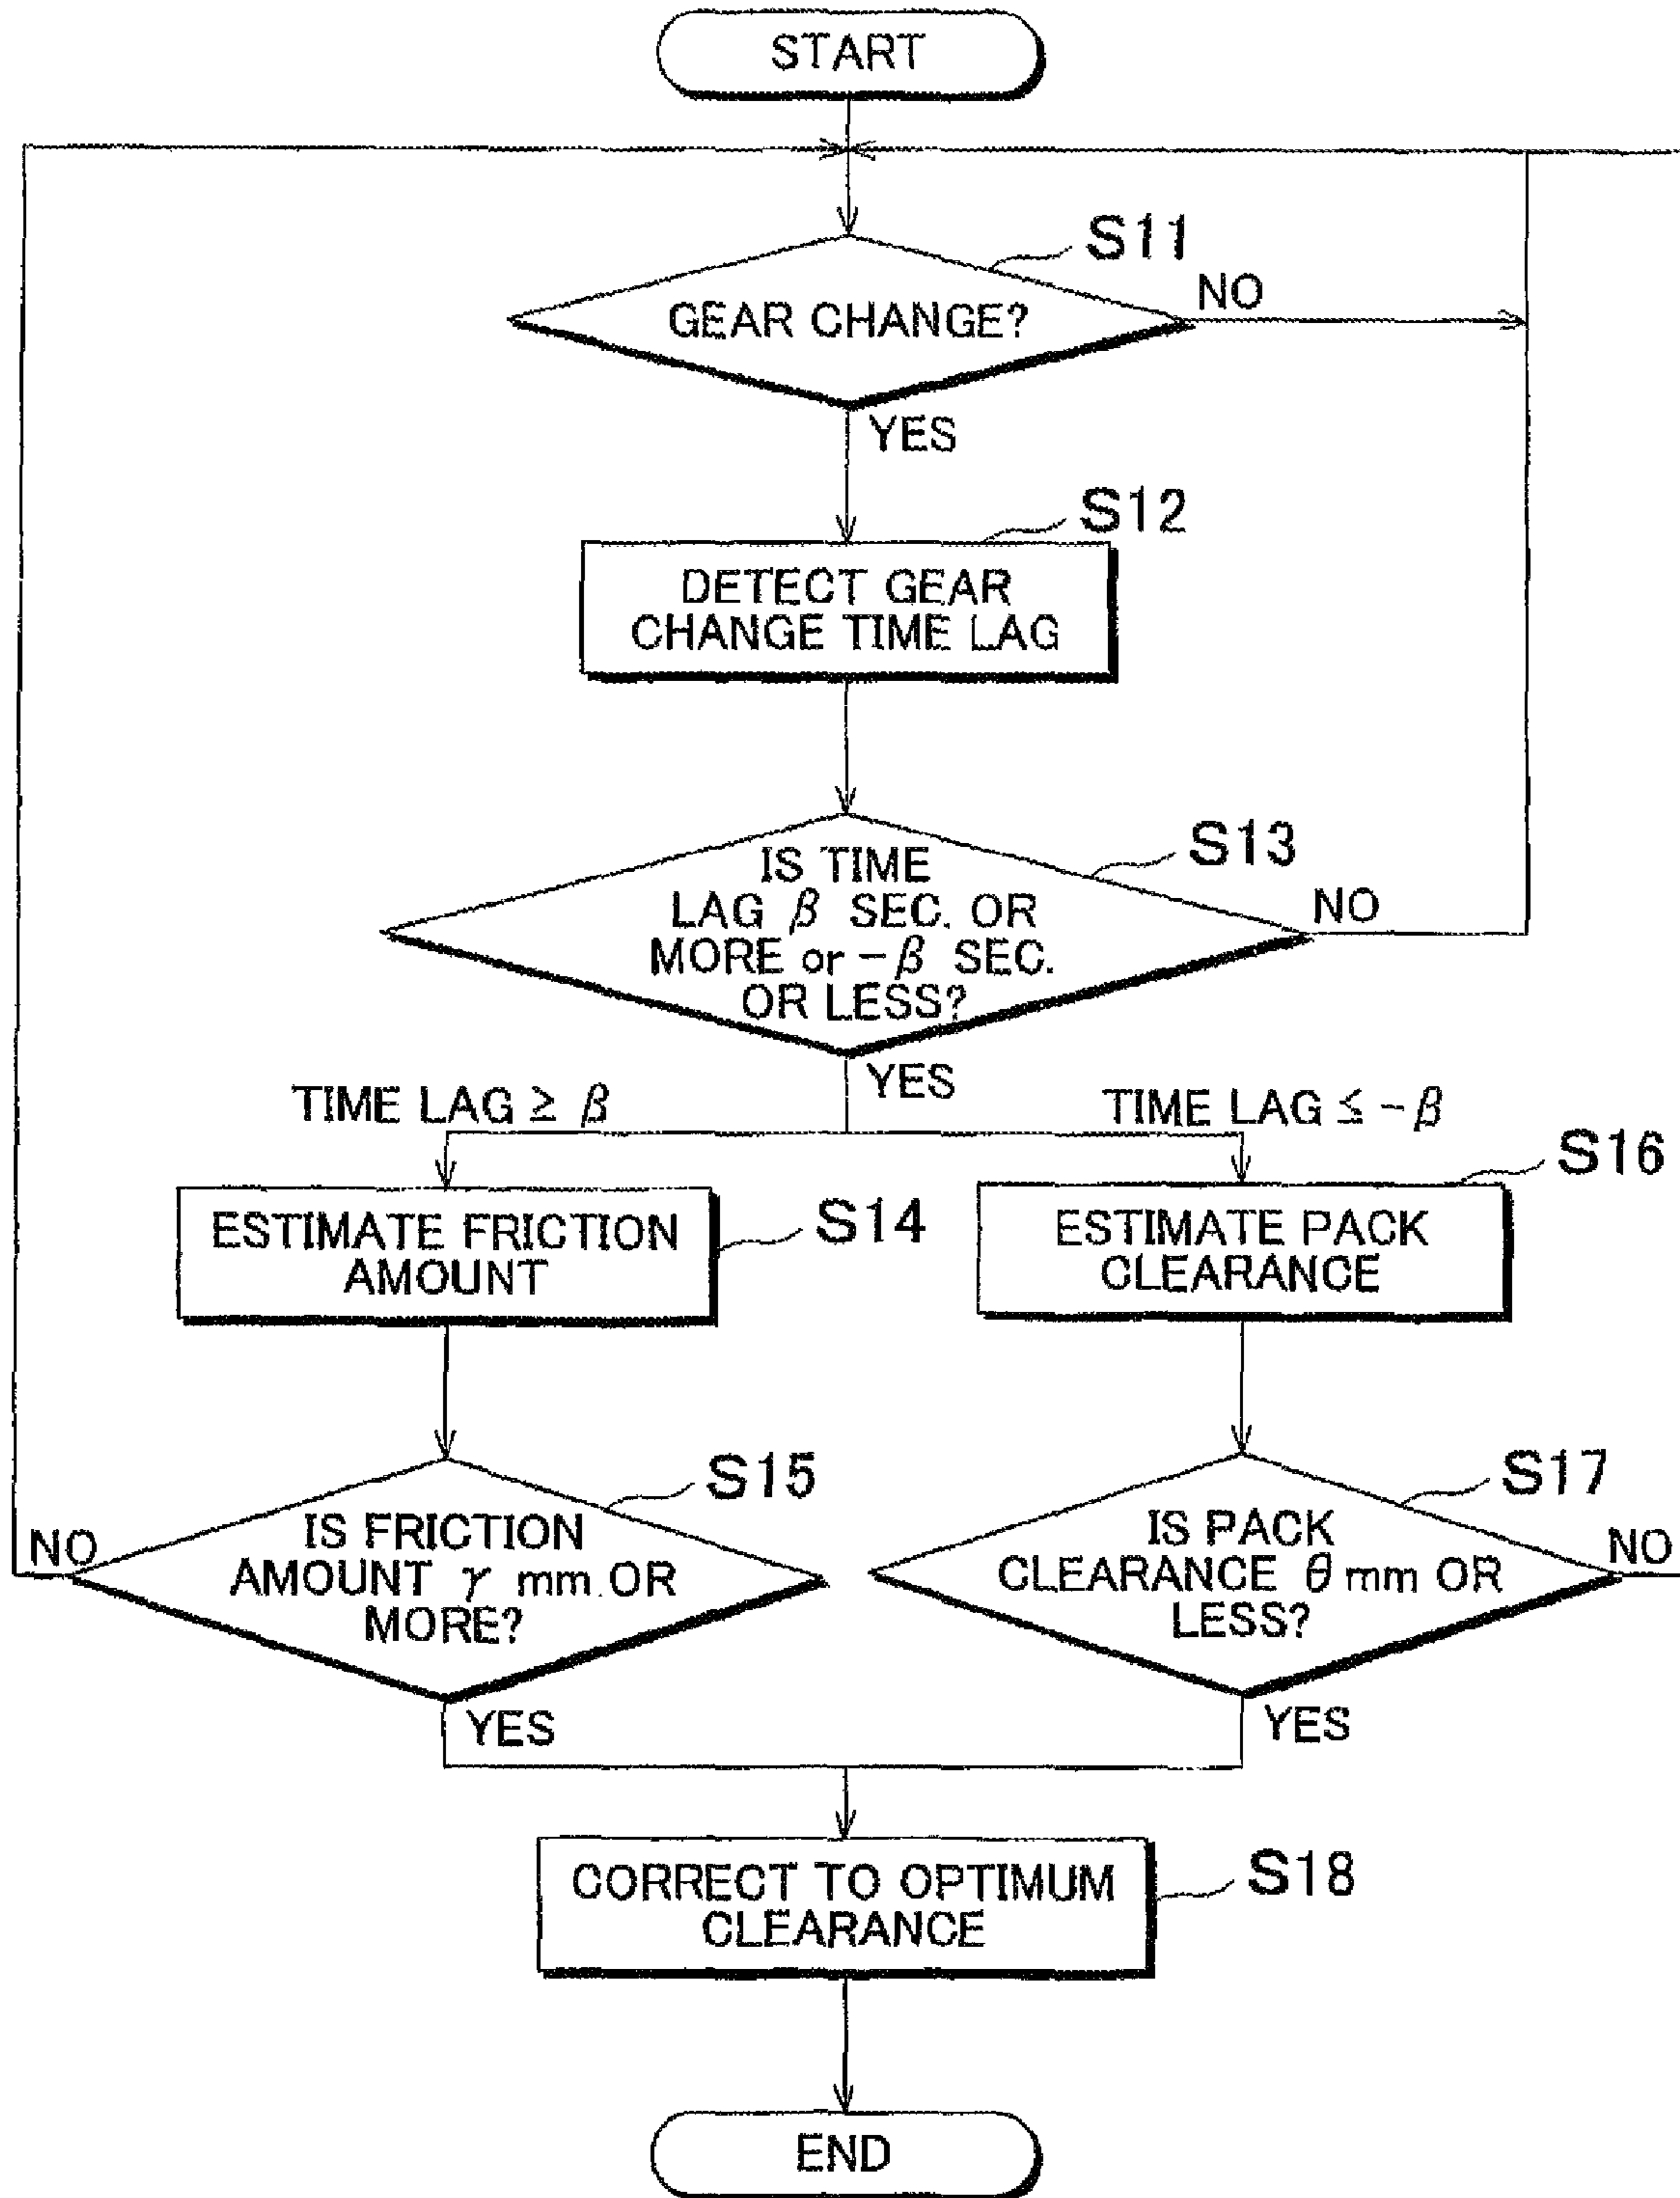 START
S11
GEAR CHANGE?
NO
YES
S12
DETECT GEAR
CHANGE TIME LAG
S13
IS TIME
LAG β SEC. OR
MORE or -β SEC.
OR LESS?
NO
YES
TIME LAG ≥ β
TIME LAG ≦ -β
S14
ESTIMATE FRICTION
AMOUNT
S16
ESTIMATE PACK
CLEARANCE
S15
IS FRICTION
AMOUNT γ mm OR
MORE?
NO
YES
S17
IS PACK
CLEARANCE θ mm OR
LESS?
NO
YES
S18
CORRECT TO OPTIMUM
CLEARANCE
END